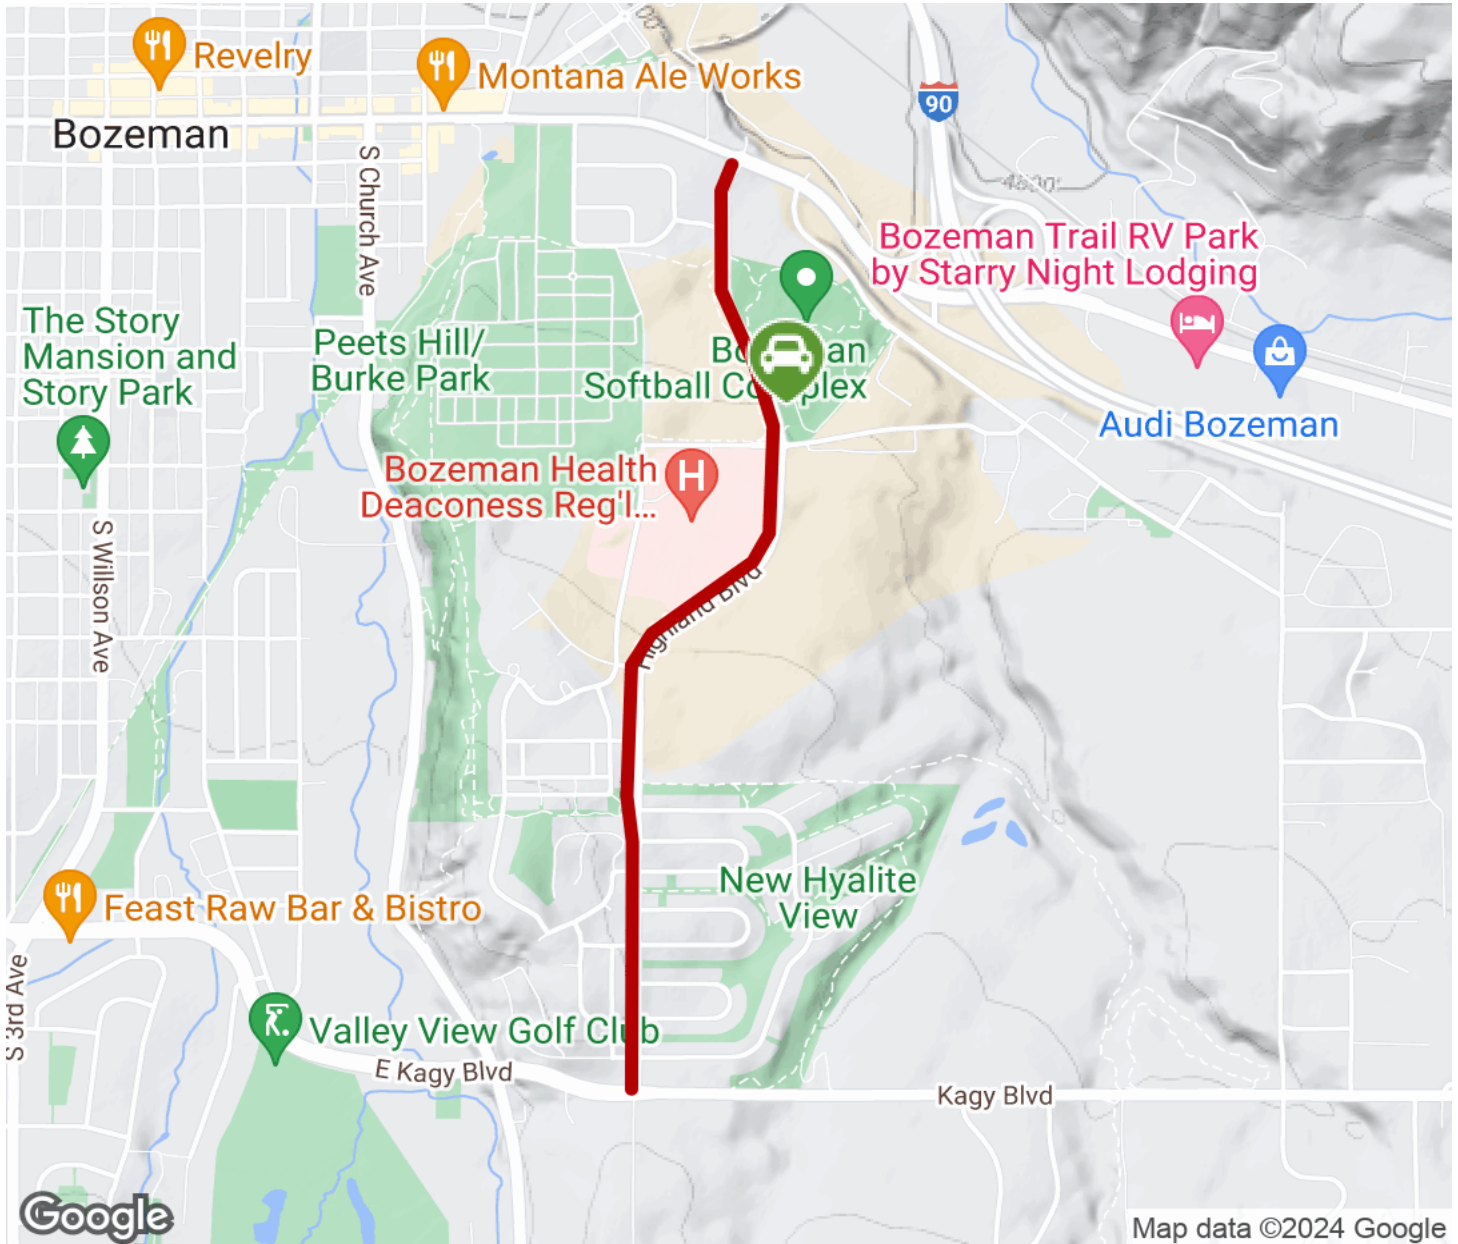 Revelry
Montana Ale Works
90
Bozeman
S Church Ave
4800'
Bozeman Trail RV Park
by Starry Night Lodging
The Story
Mansion and
Story Park
Peets Hill/
Burke Park
Softball
Audi Bozeman
Bozeman Health
Deaconess Reg'l...
H
S Willson Ave
Highland Blvd
New Hyalite
View
Feast Raw Bar & Bistro
S 3rd Ave
Valley View Golf Club
E Kagy Blvd
Kagy Blvd
Google
Map data ©2024 Google